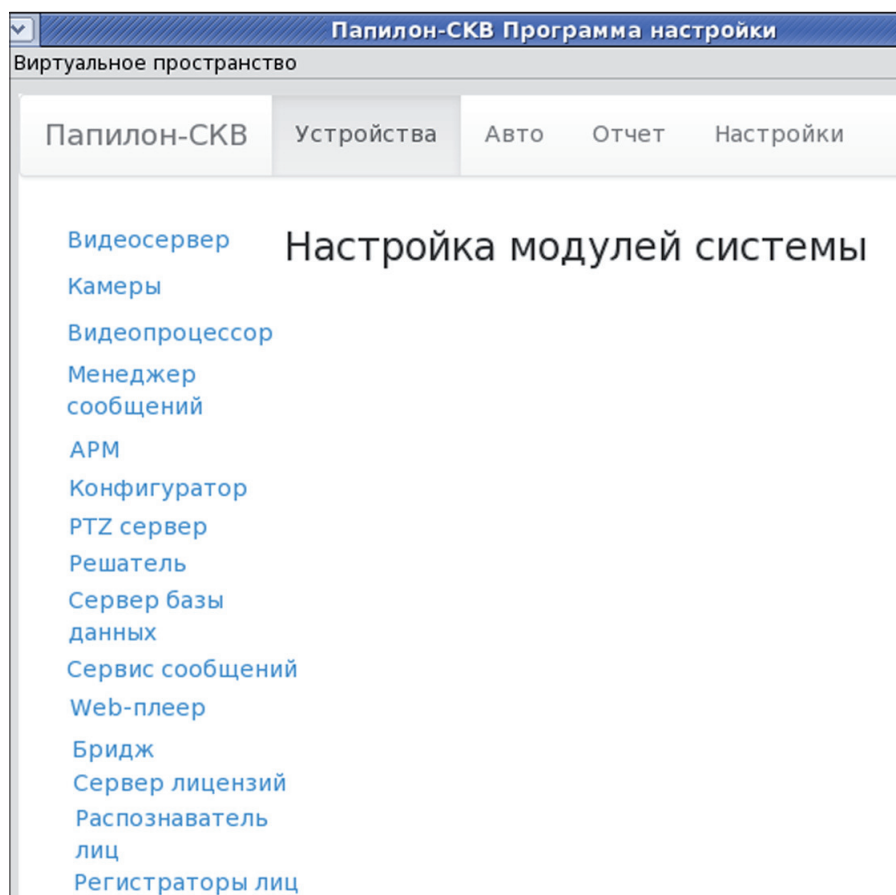 Папилон-СКВ Программа настройки
Виртуальное пространство
Папилон-СКВ Устройства Авто Отчет Настройки
Настройка модулей системы
Видеосервер
Камеры
Видеопроцессор
Менеджер
сообщений
АРМ
Конфигуратор
PTZ сервер
Решатель
Сервер базы
данных
Сервис сообщений
Web-плеер
Бридж
Сервер лицензий
Распознаватель
лиц
Регистраторы лиц